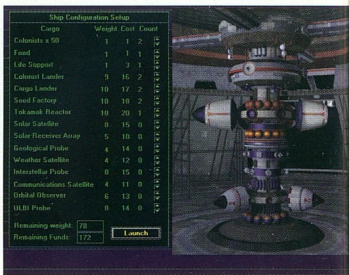 Ship Configuration Setup
Cargo Weight Cost Count
Colonists x 50 1 1 2
Food 1 1 1
Life Support 1 3 1
Colonist Lander 9 16 2
Cargo Lander 10 17 2
Seed Factory 10 18 2
Tokamak Reactor 10 20 1
Solar Satellite 8 15 0
Solar Receiver Array 5 10 0
Geological Probe 4 14 0
Weather Satellite 4 12 0
Interstellar Probe 8 15 0
Communications Satellite 4 11 0
Orbital Observer 6 13 0
ULBI Probe 8 14 0
Remaining weight: 78
Remaining Funds: 172
Launch